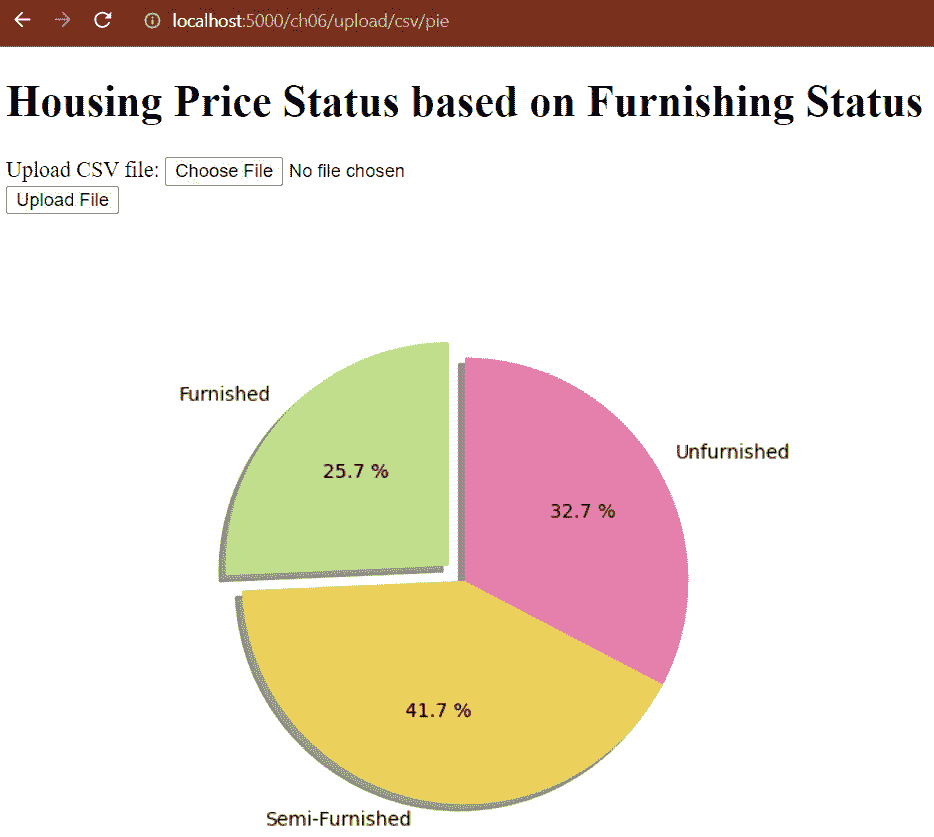 localhost:5000/ch06/upload/csv/pie
Housing Price Status based on Furnishing Status
Upload CSV file: Choose File No file chosen
Upload File
Furnished
Unfurnished
25.7 %
32.7 %
41.7 %
Semi-Furnished